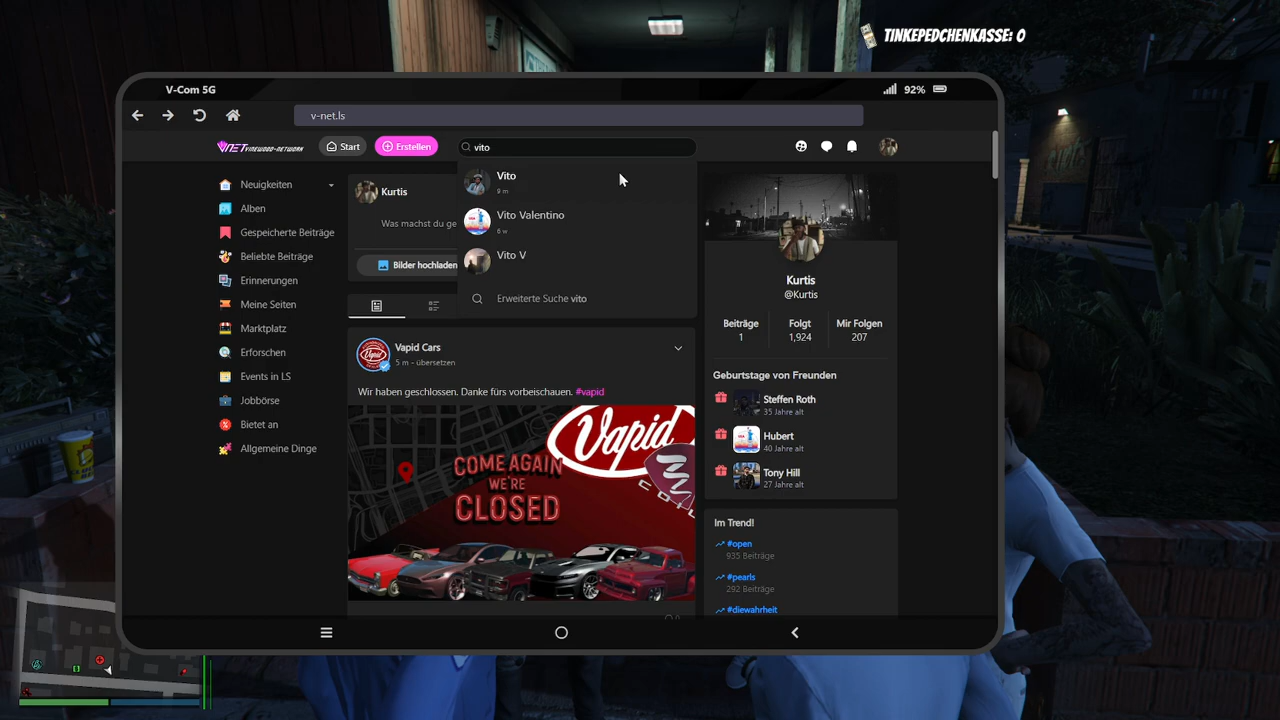 TINKEPEDCHENKASSE: 0
V-Com 5G
92%
v-net.ls
VNET VINEWOOD-NETWORK
Start
Erstellen
vito
Neuigkeiten
Alben
Gespeicherte Beiträge
Beliebte Beiträge
Erinnerungen
Meine Seiten
Marktplatz
Erforschen
Events in LS
Jobbörse
Bietet an
Allgemeine Dinge
Kurtis
Was machst du ge
Bilder hochladen
Vito
9 m
Vito Valentino
6 w
Vito V
Erweiterte Suche vito
Vapid Cars
5 m - übersetzen
Wir haben geschlossen. Danke fürs vorbeischauen. #vapid
Vapid
COME AGAIN
WE'RE
CLOSED
Kurtis
@Kurtis
Beiträge
1
Folgt
1,924
Mir Folgen
207
Geburtstage von Freunden
Steffen Roth
35 Jahre alt
Hubert
40 Jahre alt
Tony Hill
27 Jahre alt
Im Trend!
#open
935 Beiträge
#pearls
292 Beiträge
#diewahrheit